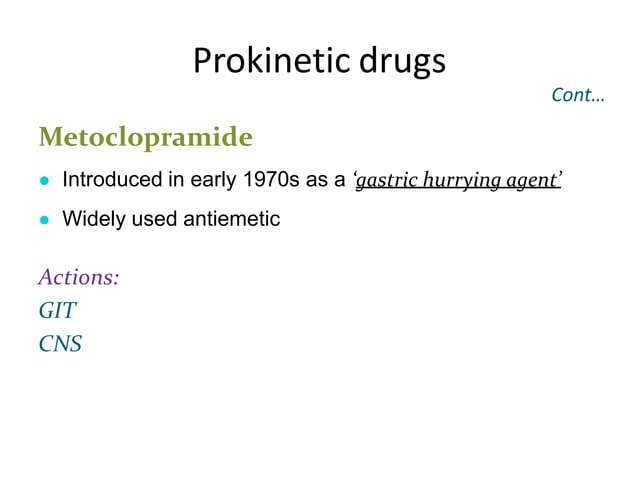 Prokinetic drugs
Cont…
Metoclopramide
● Introduced in early 1970s as a ‘gastric hurrying agent’
● Widely used antiemetic
Actions:
GIT
CNS